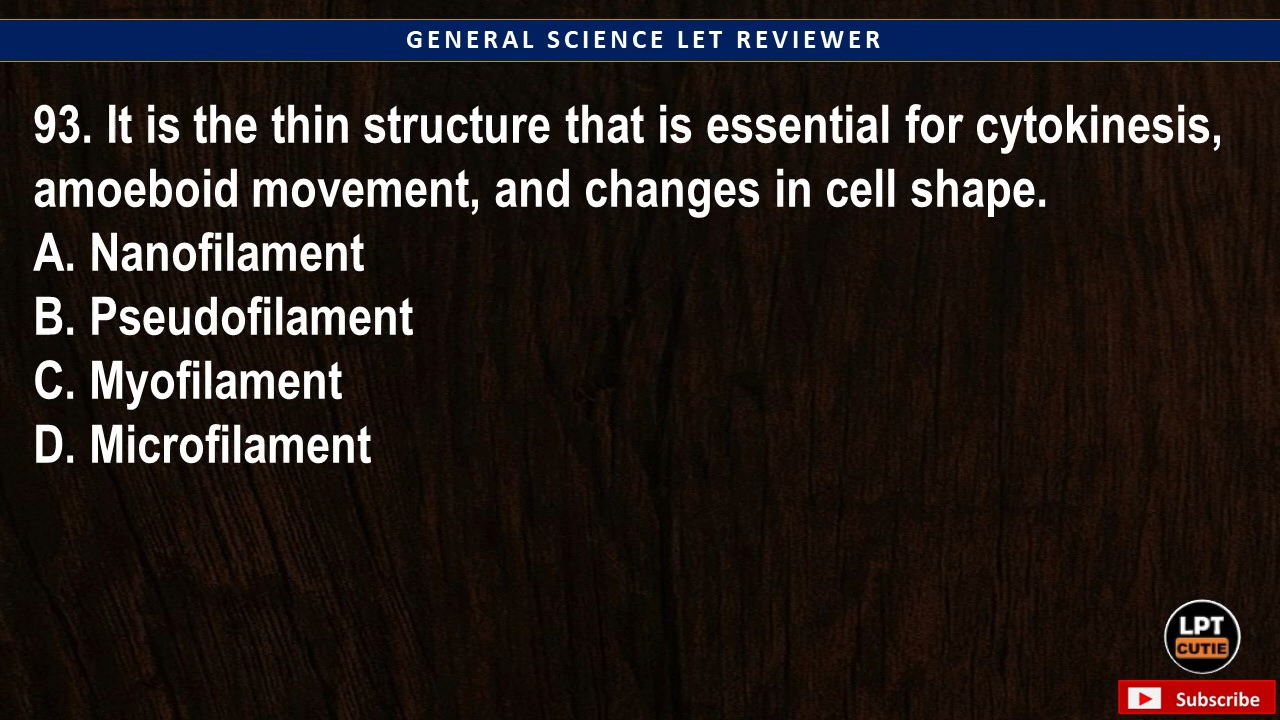 GENERAL SCIENCE LET REVIEWER
93. It is the thin structure that is essential for cytokinesis,
amoeboid movement, and changes in cell shape.
A. Nanofilament
B. Pseudofilament
C. Myofilament
D. Microfilament
LPT
CUTIE
Subscribe